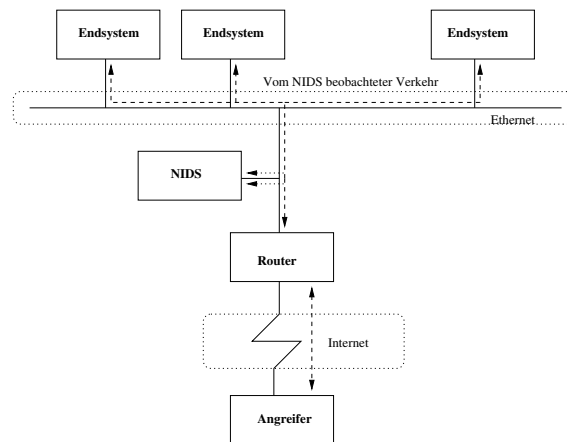 Endsystem
Endsystem
Endsystem
Vom NIDS beobachteter Verkehr
Ethernet
NIDS
Router
Internet
Angreifer